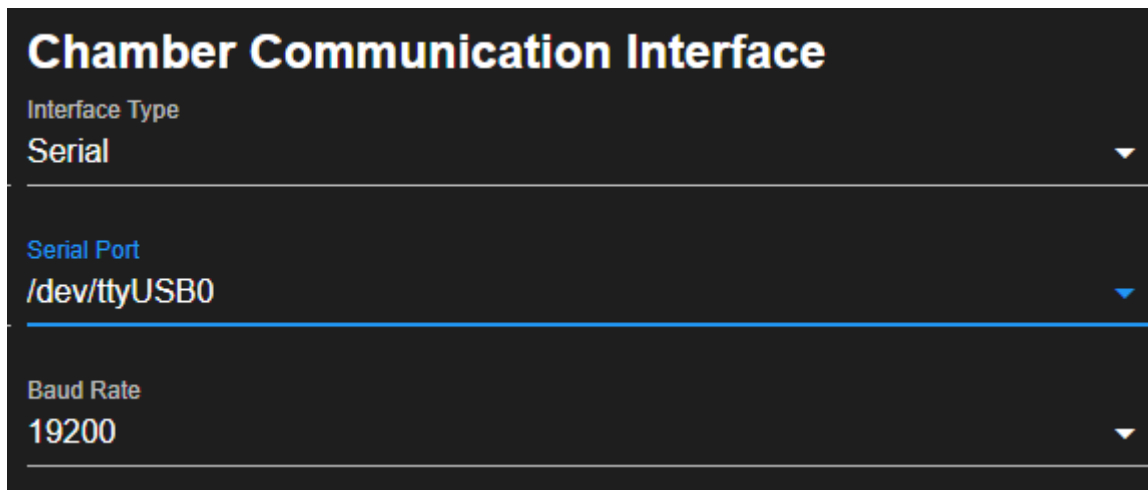 Chamber Communication Interface
Interface Type
Serial
Serial Port
/dev/ttyUSB0
Baud Rate
19200